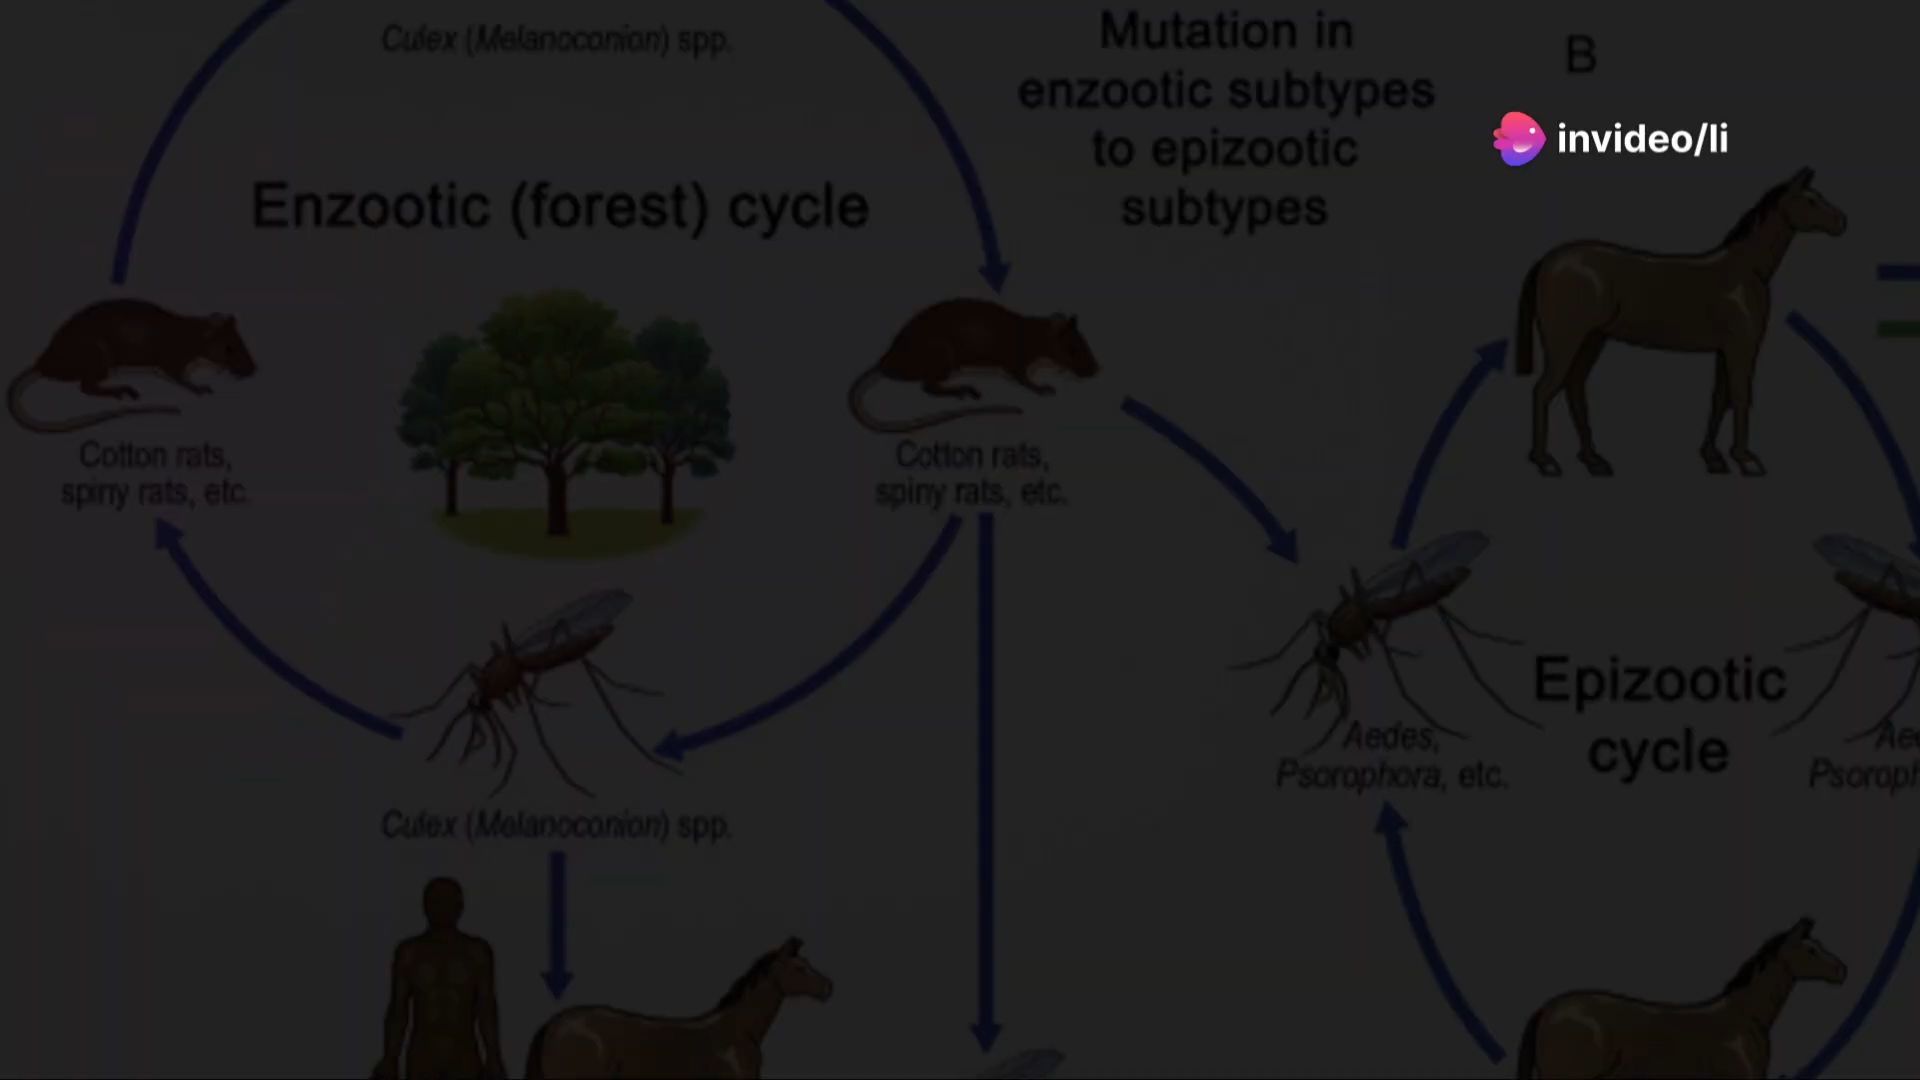 Culex (Melanoconion) spp.
Mutation in
enzootic subtypes
to epizootic
subtypes
B
invideo/li
Enzootic (forest) cycle
Cotton rats,
spiny rats, etc.
Cotton rats,
spiny rats, etc.
Epizootic
cycle
Aedes,
Psorophora, etc.
Culex (Melanoconion) spp.